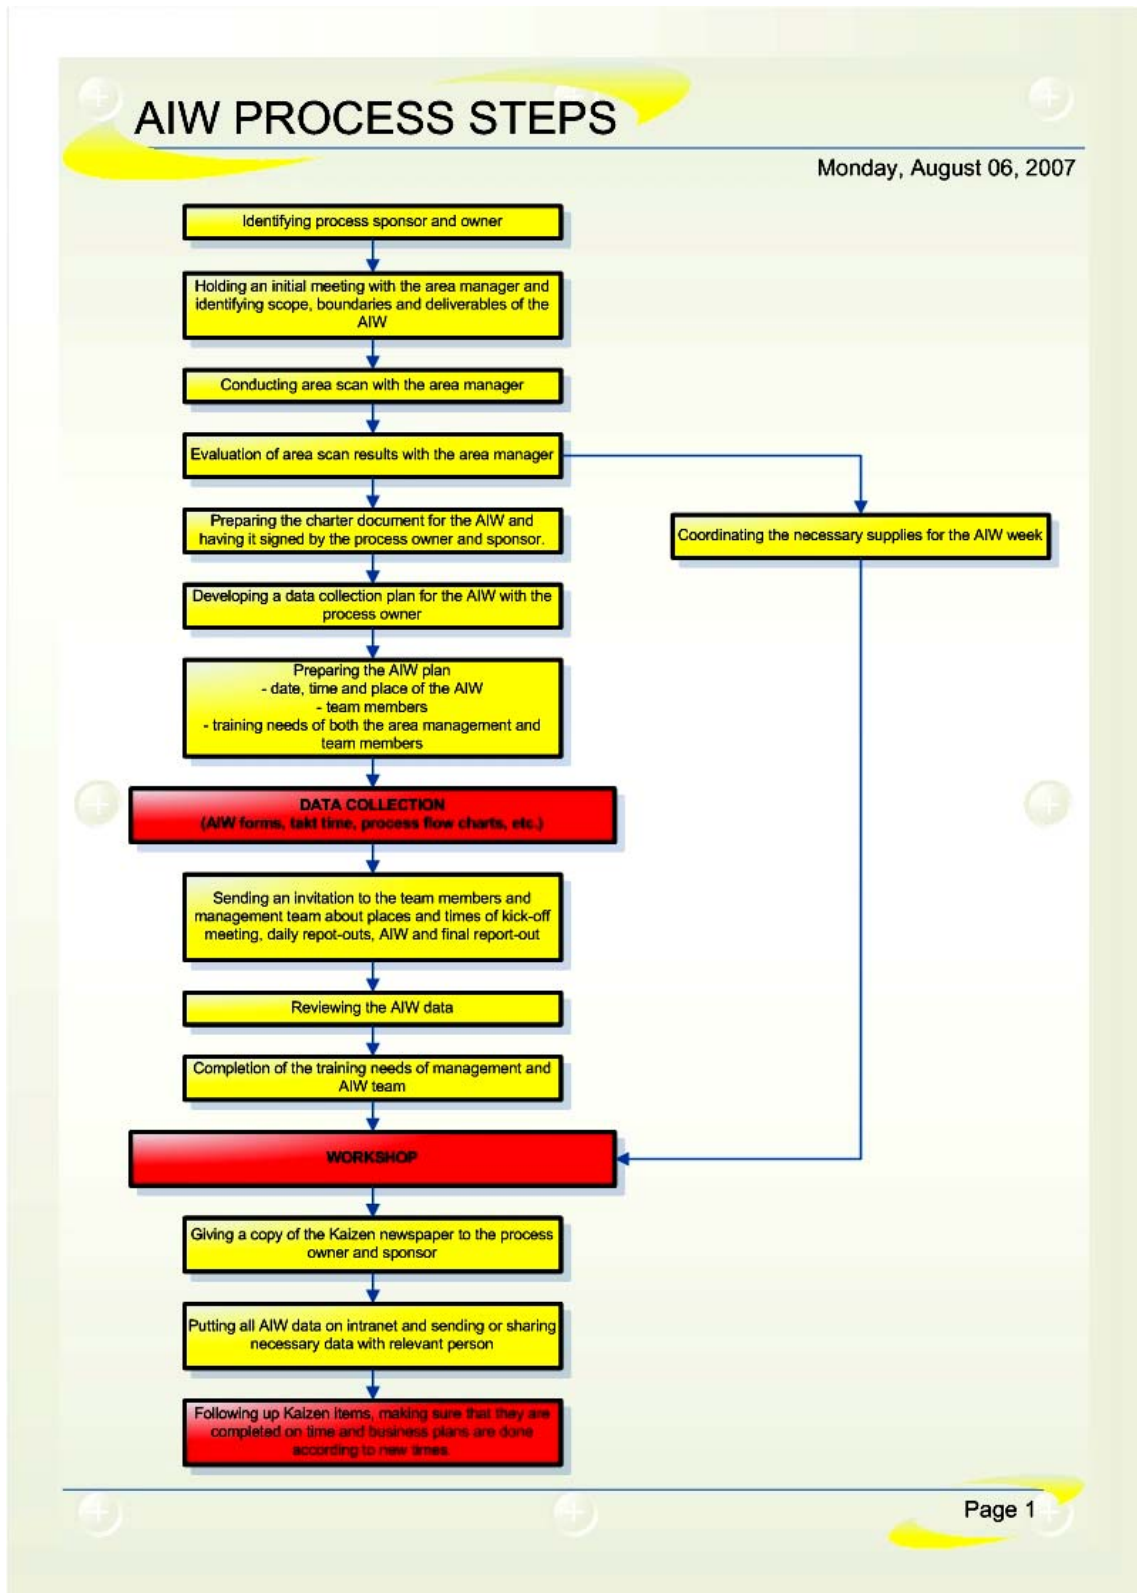 AIW PROCESS STEPS
Monday, August 06, 2007
Identifying process sponsor and owner
Holding an initial meeting with the area manager and
identifying scope, boundaries and deliverables of the
AIW
Conducting area scan with the area manager
Evaluation of area scan results with the area manager
Preparing the charter document for the AIW and
having it signed by the process owner and sponsor.
Coordinating the necessary supplies for the AIW week
Developing a data collection plan for the AIW with the
process owner
Preparing the AIW plan
- date, time and place of the AIW
- team members
- training needs of both the area management and
team members
DATA COLLECTION
(AIW forms, takt time, process flow charts, etc.)
Sending an invitation to the team members and
management team about places and times of kick-off
meeting, daily repot-outs, AIW and final report-out
Reviewing the AIW data
Completion of the training needs of management and
AIW team
WORKSHOP
Giving a copy of the Kaizen newspaper to the process
owner and sponsor
Putting all AIW data on intranet and sending or sharing
necessary data with relevant person
Following up Kaizen items, making sure that they are
completed on time and business plans are done
according to new times.
Page 1